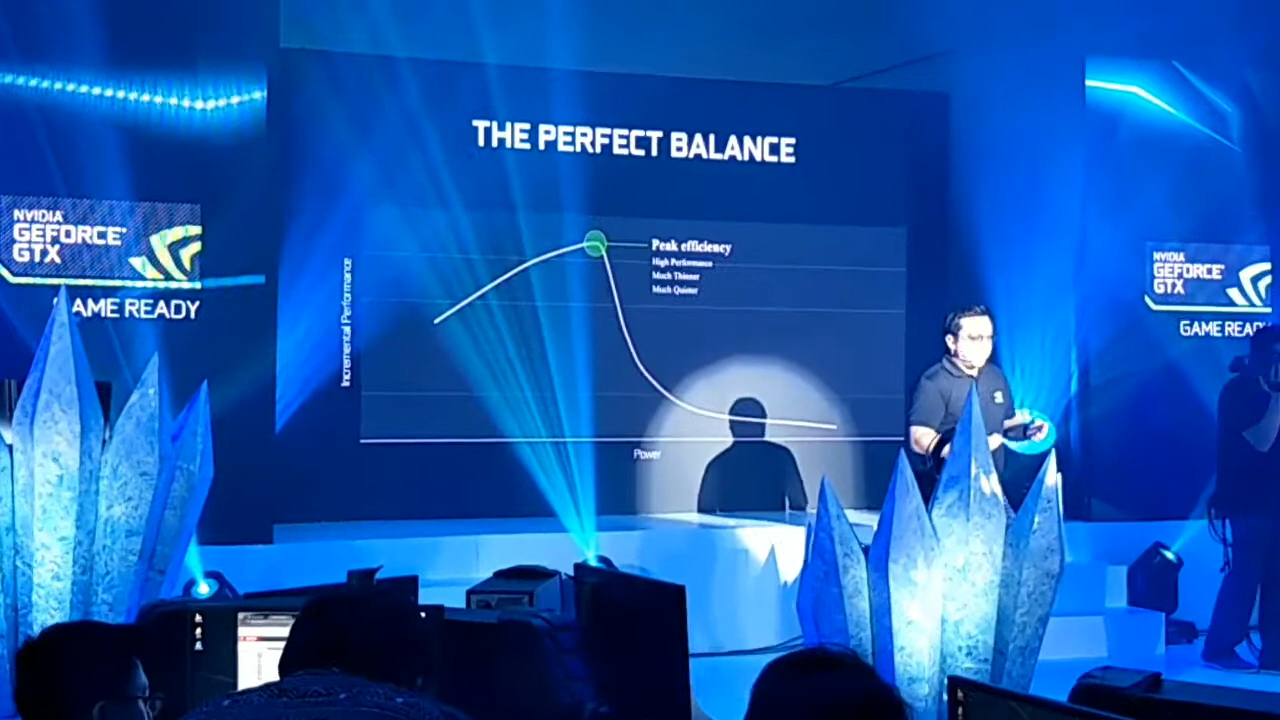 THE PERFECT BALANCE
NVIDIA
GEFORCE®
GTX
AME READY
Incremental Performance
Peak efficiency
High Performance
Much Thinner
Much Quieter
Power
NVIDIA
GEFORCE®
GTX
GAME READY